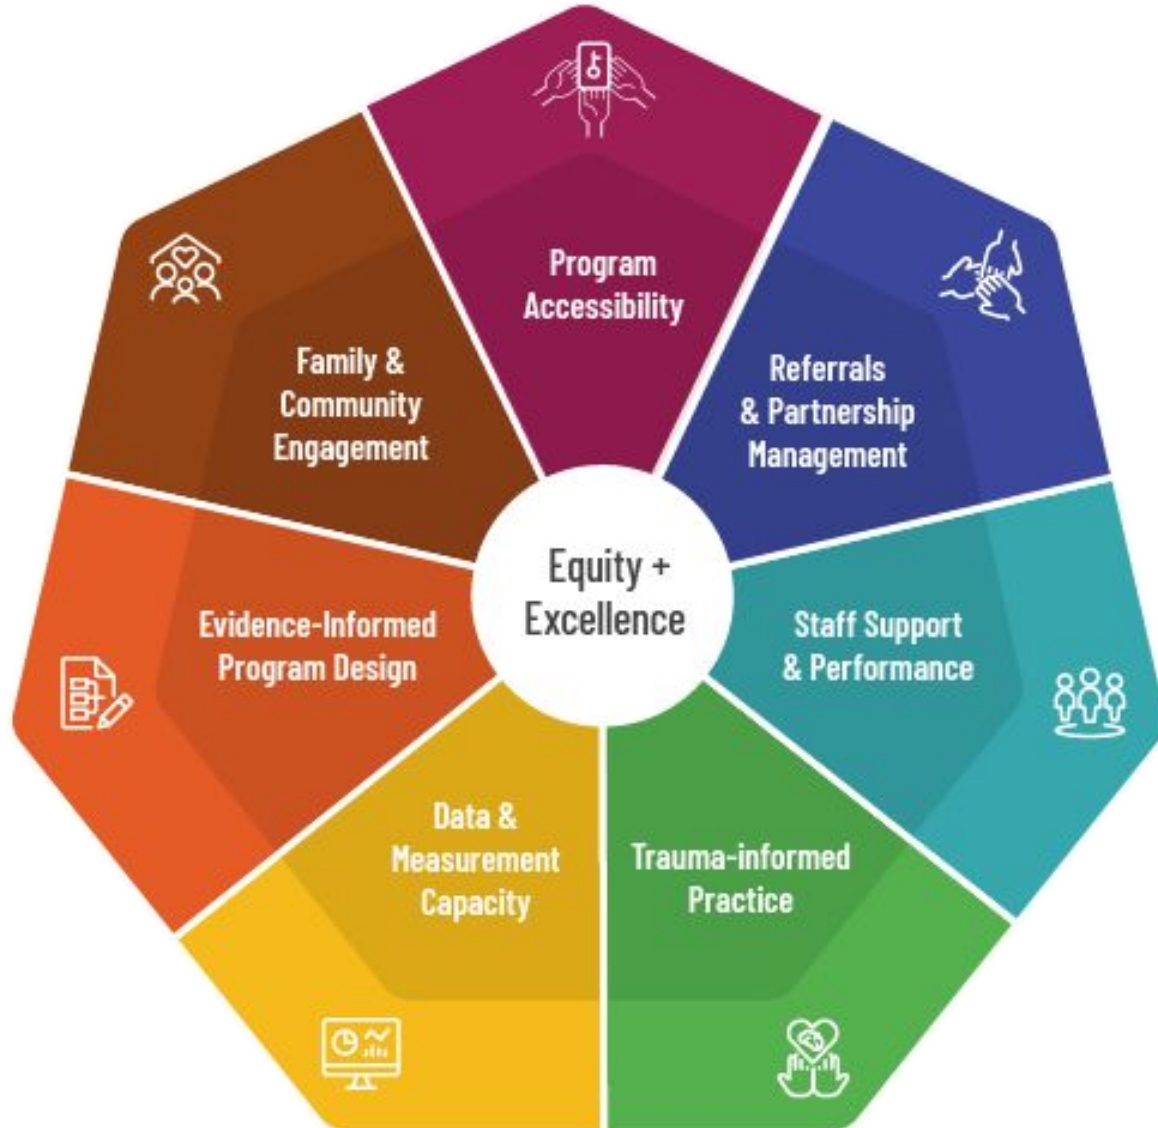 Program
Accessibility
Referrals
& Partnership
Management
Staff Support
& Performance
Trauma-informed
Practice
Data &
Measurement
Capacity
Evidence-Informed
Program Design
Family &
Community
Engagement
Equity +
Excellence